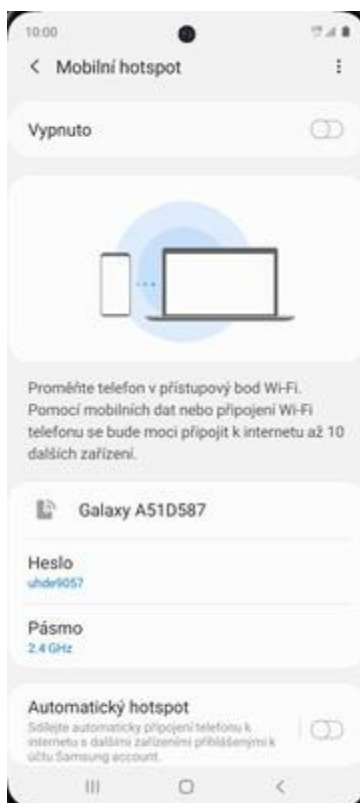 10:00
Mobilní hotspot
Vypnuto
Proměňte telefon v přístupový bod Wi-Fi.
Pomocí mobilních dat nebo připojení Wi-Fi
telefonu se bude moci připojit k internetu až 10
dalších zařízení.
Galaxy A51D587
Heslo
uhde9057
Pásmo
2.4 GHz
Automatický hotspot
Sdílejte automaticky připojení telefonu k
internetu s dalšími zařízeními přihlášenými k
účtu Samsung account.